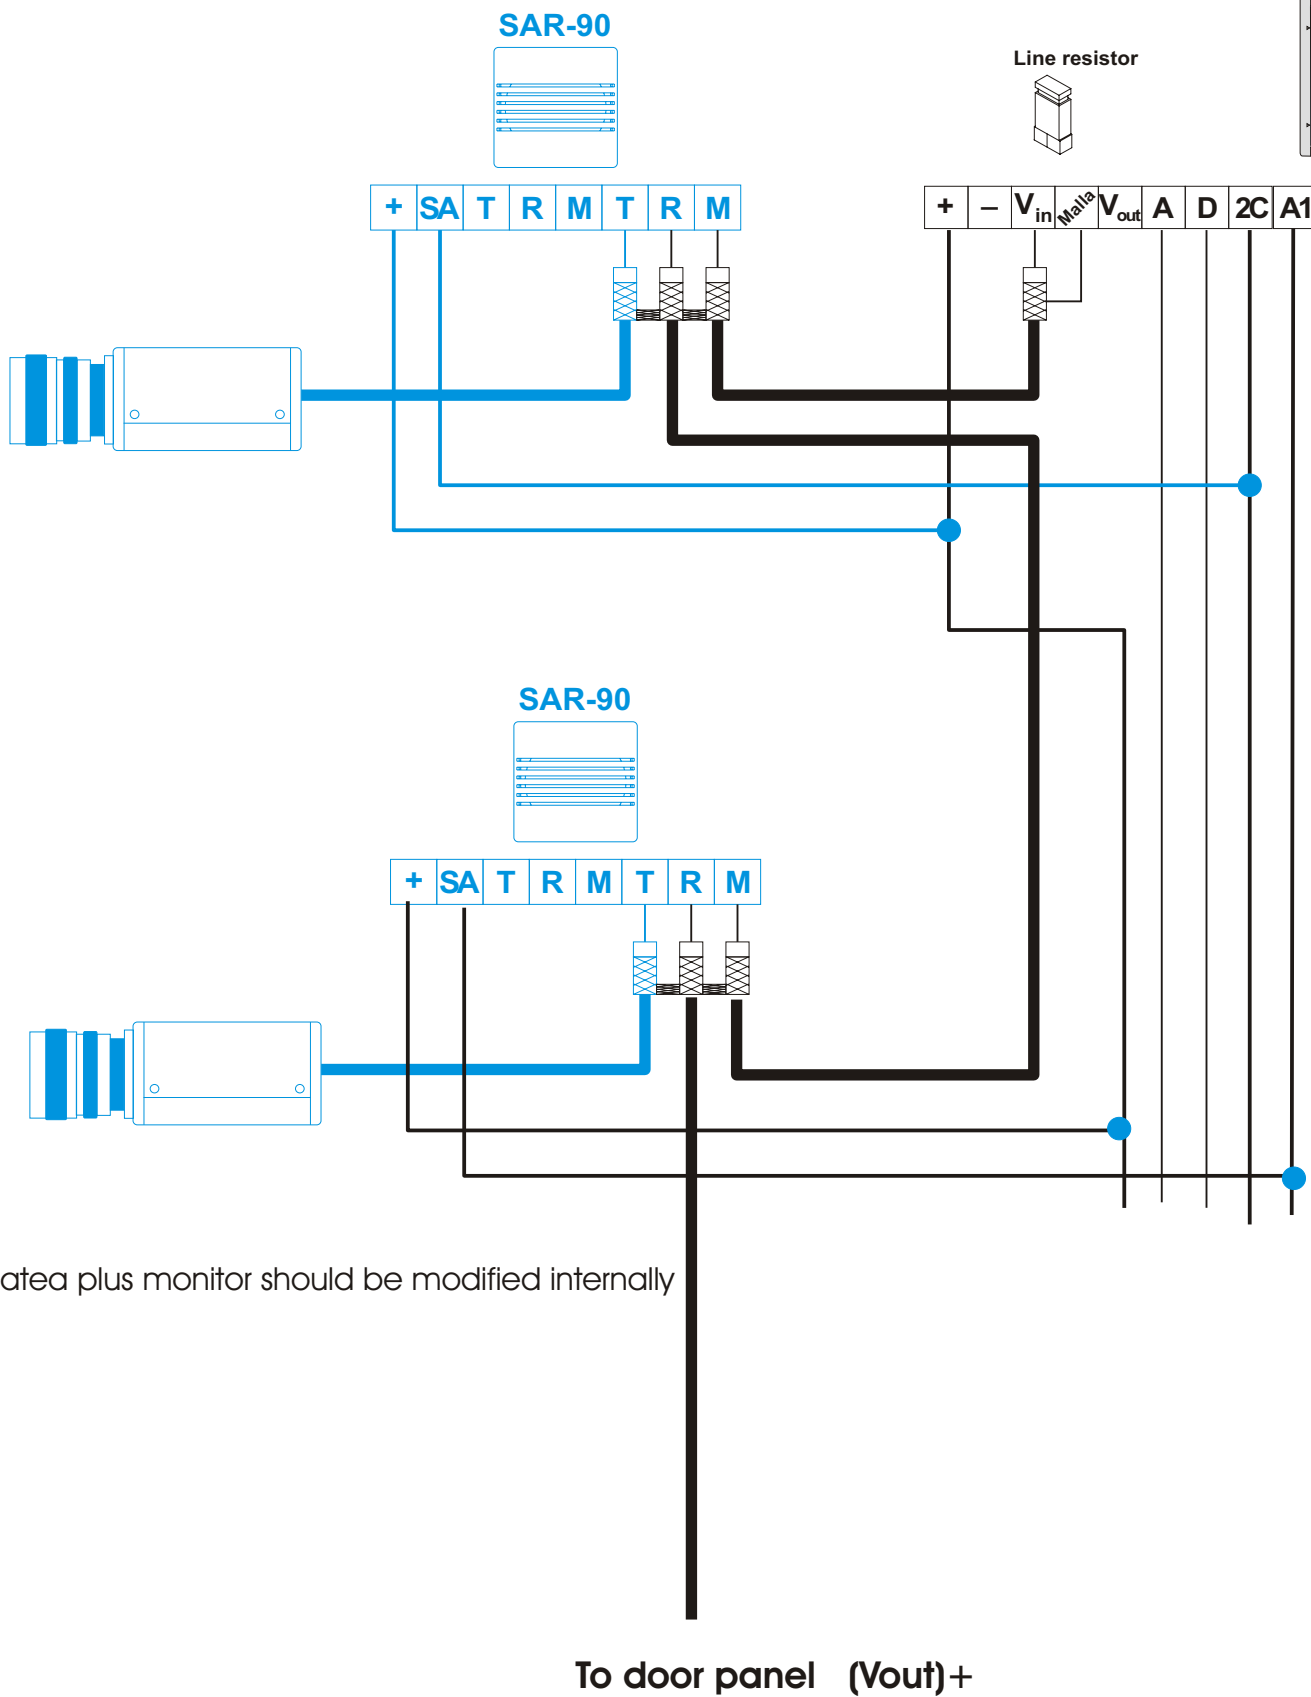 SAR-90
Line resistor
+ SA T R M T R M
+ – Vin Malla Vout A D 2C A1
SAR-90
+ SA T R M T R M
atea plus monitor should be modified internally
To door panel (Vout)+